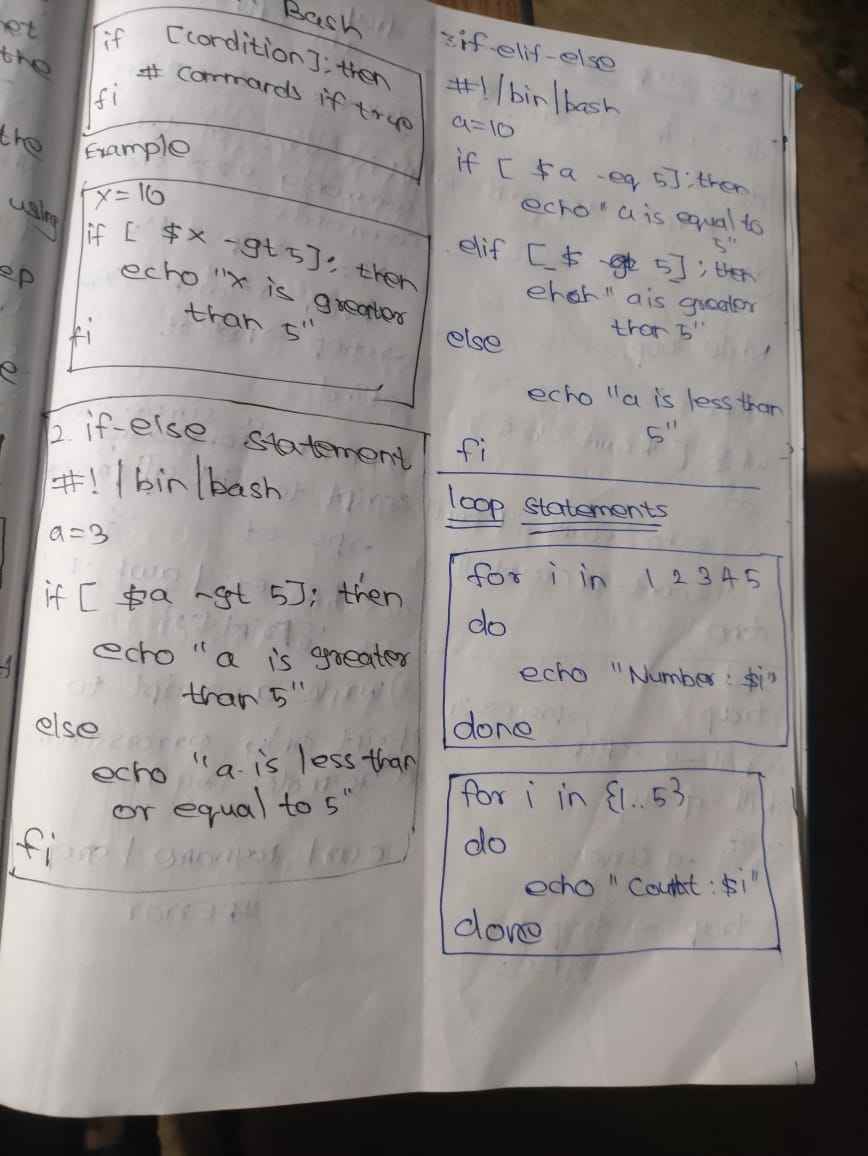 et
the
the
using
ep
e
Bash
if [condition]; then
# commands if true
fi
Example
x=10
if [ $x -gt 5]; then
echo "x is greater
than 5"
fi
2. if-else statement
#!/bin/bash
a=3
if [ $a -gt 5]; then
echo "a is greater
than 5"
else
echo "a is less than
or equal to 5"
fi
3 if-elif-else
#!/bin/bash
a=10
if [ $a -eq 5]; then
echo "a is equal to
5"
elif [ $ -gt 5]; then
ehoh "a is greater
than 5"
else
echo "a is less than
5"
fi
loop statements
for i in 1 2 3 4 5
do
echo "Number: $i"
done
for i in {1..5}
do
echo "Count: $i"
done